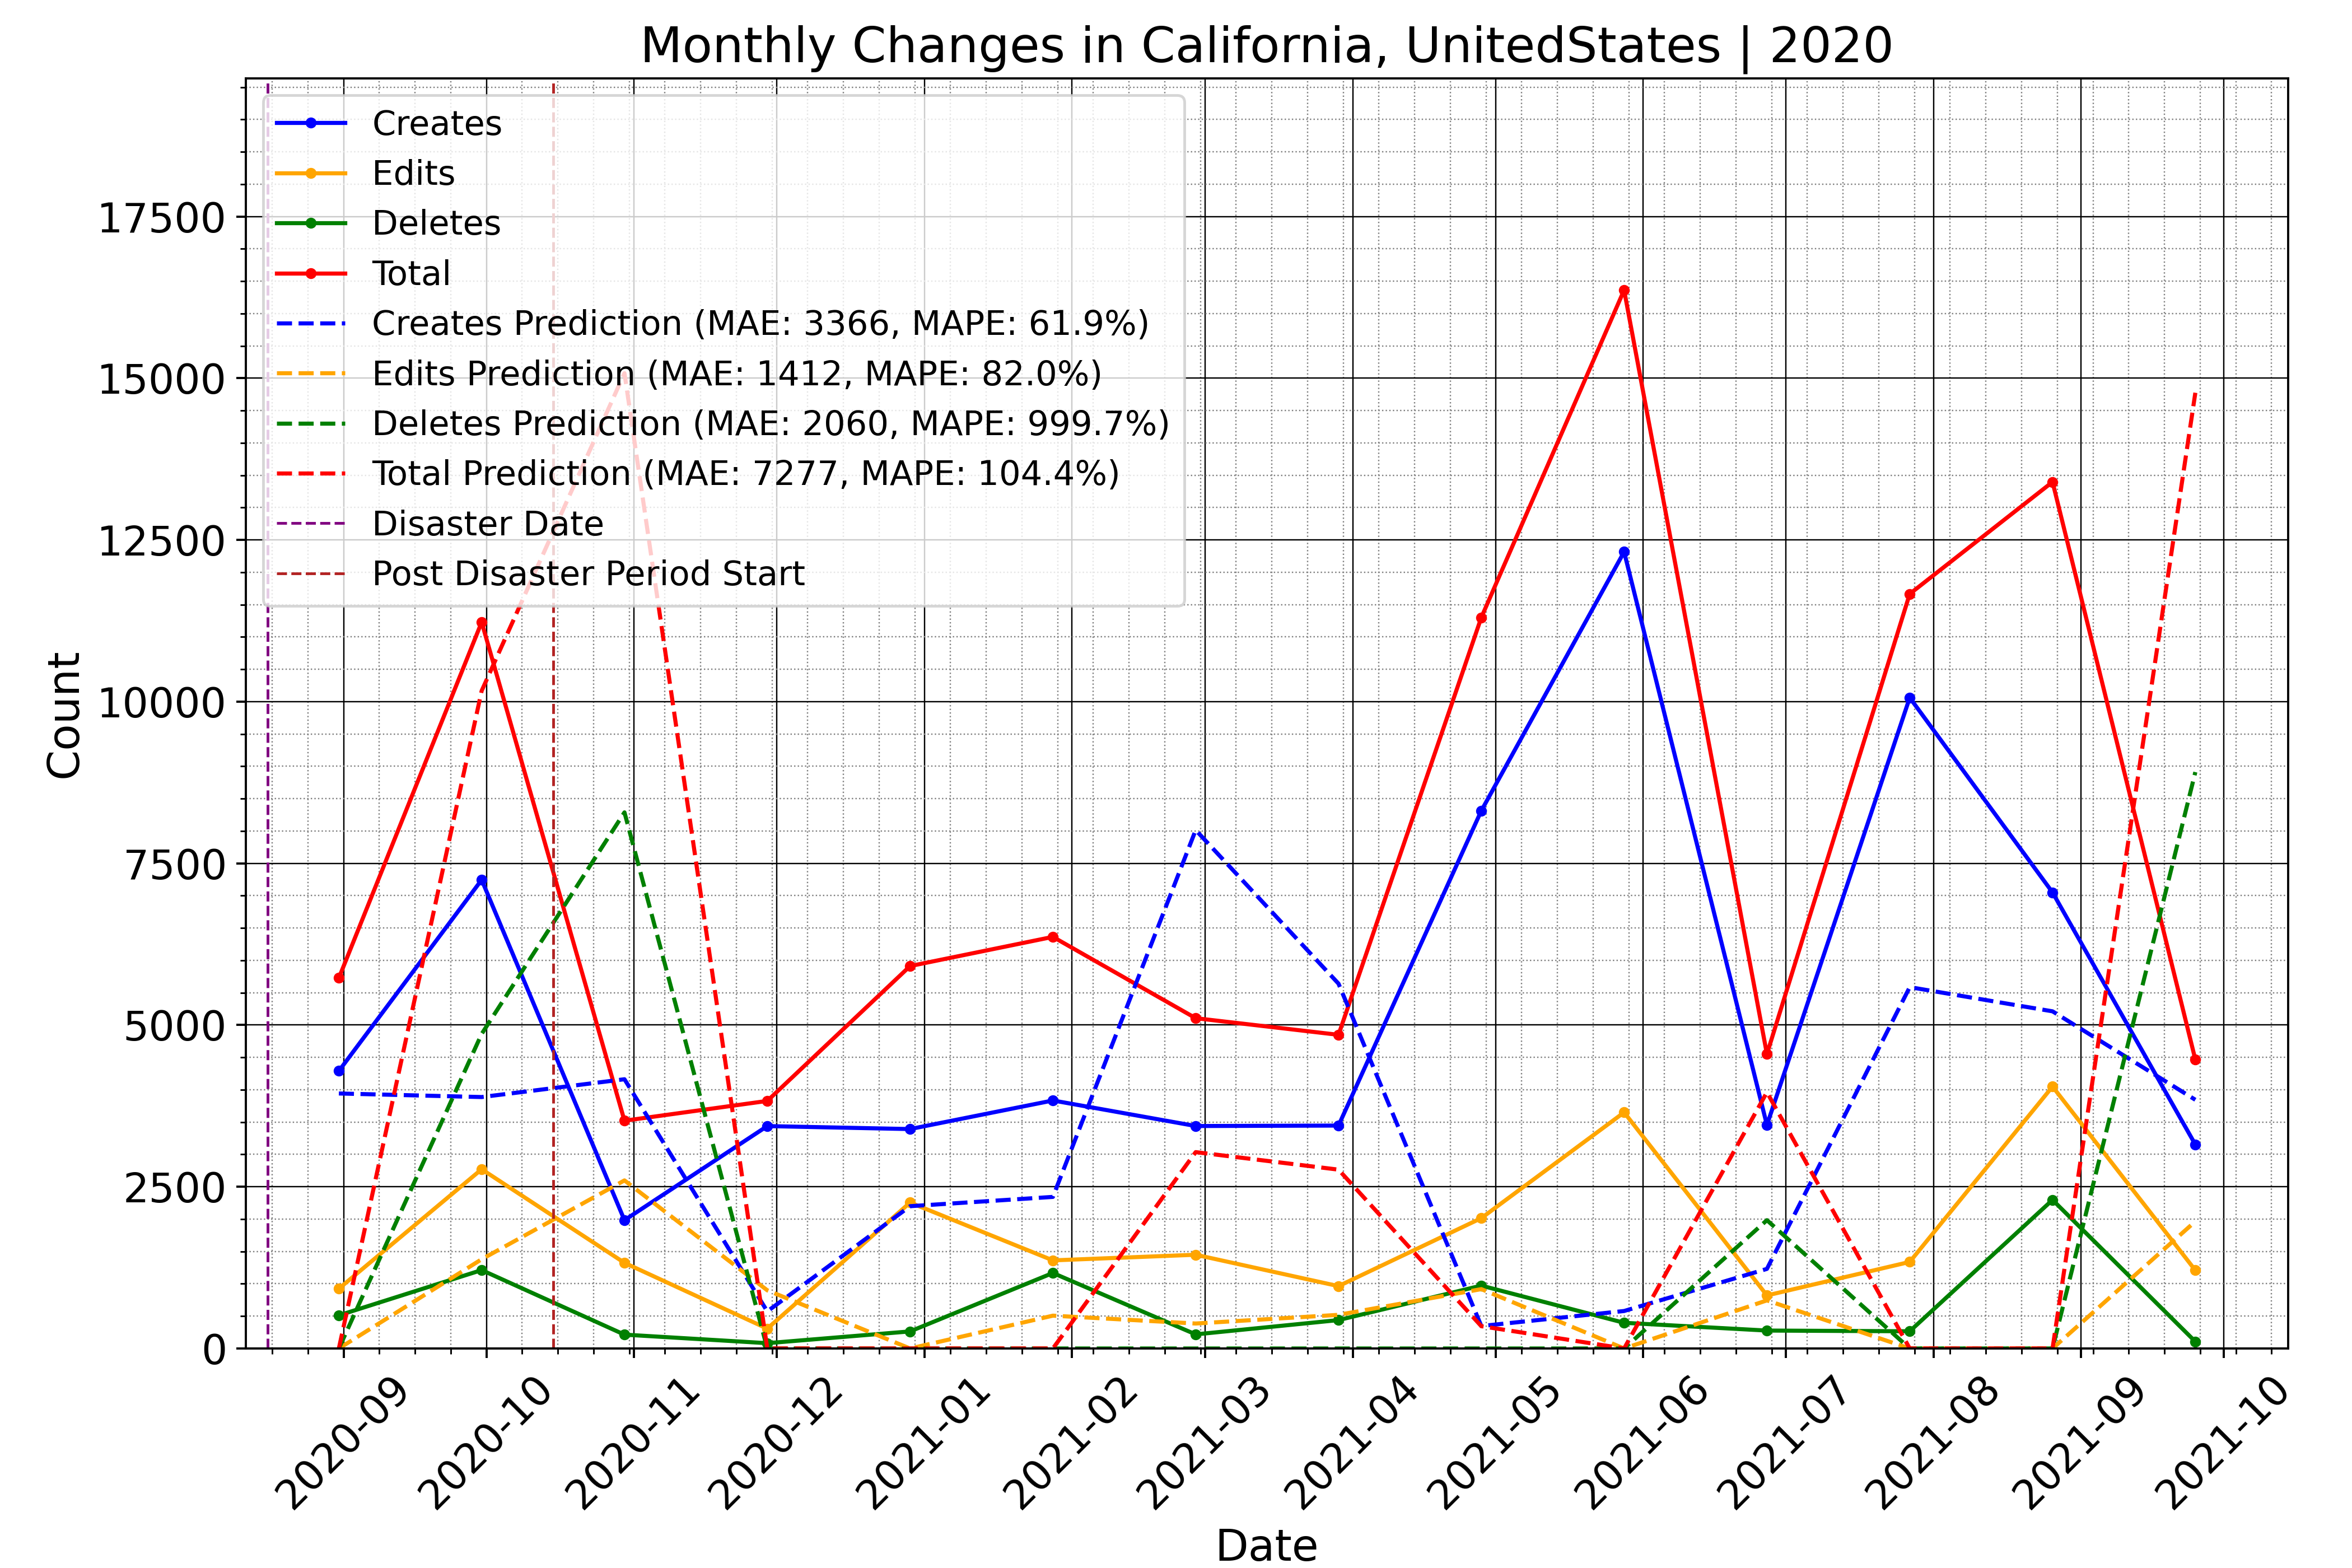 Monthly Changes in California, UnitedStates | 2020
Creates
Edits
Deletes
Total
Creates Prediction (MAE: 3366, MAPE: 61.9%)
Edits Prediction (MAE: 1412, MAPE: 82.0%)
Deletes Prediction (MAE: 2060, MAPE: 999.7%)
Total Prediction (MAE: 7277, MAPE: 104.4%)
Disaster Date
Post Disaster Period Start
Count
17500
15000
12500
10000
7500
5000
2500
0
2020-09
2020-10
2020-11
2020-12
2021-01
2021-02
2021-03
2021-04
2021-05
2021-06
2021-07
2021-08
2021-09
2021-10
Date